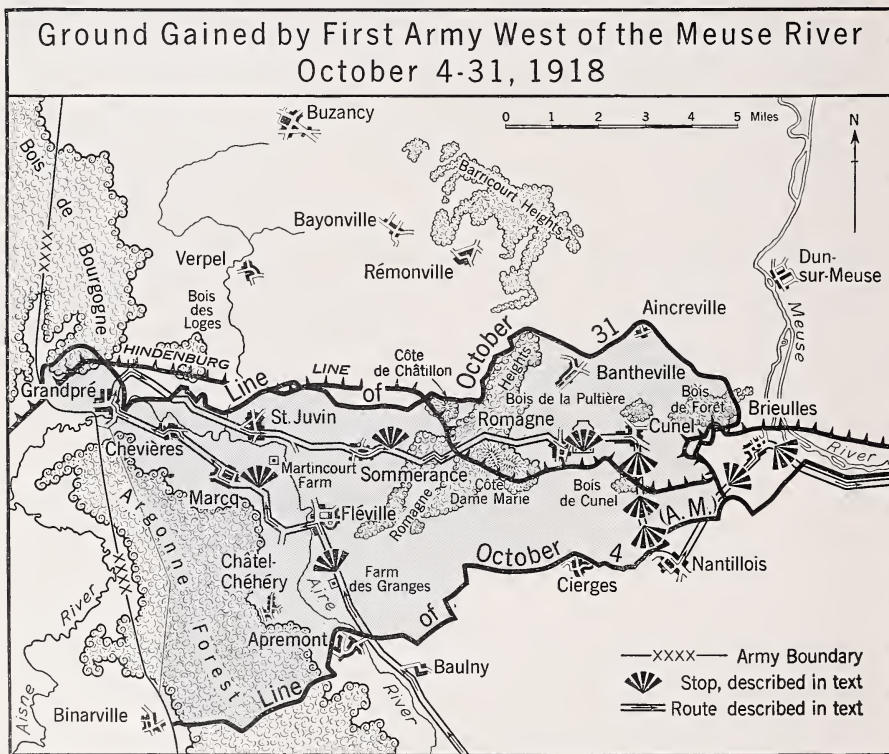 Ground Gained by First Army West of the Meuse River
October 4-31, 1918
Buzancy
0 1 2 3 4 5 Miles
N
Bois de Bourgogne
XXXX
Barricourt Heights
Bayonville
Verpel
Rémonville
Dun-
sur-Meuse
Meuse
Bois
des
Loges
Aincreville
HINDENBURG LINE
Côte
de Châtillon
Line of October 31
Heights
Bantheville
Grandpré
Bois de la Pultière
Bois
de Forêt
Brieulles
St. Juvin
Romagne
Cunel
River
Chevières
Martincourt
Farm
Sommerance
Romagne
Côte
Dame Marie
Bois
de Cunel
Marcq
Fléville
(A.M.)
Argonne Forest
XXXX
Châtel-
Chéhéry
Aire
Farm
des Granges
Line of October 4
Cierges
Nantillois
River
Apremont
Baulny
River
Aisne
Binarville
XXXX Army Boundary
Stop, described in text
Route described in text